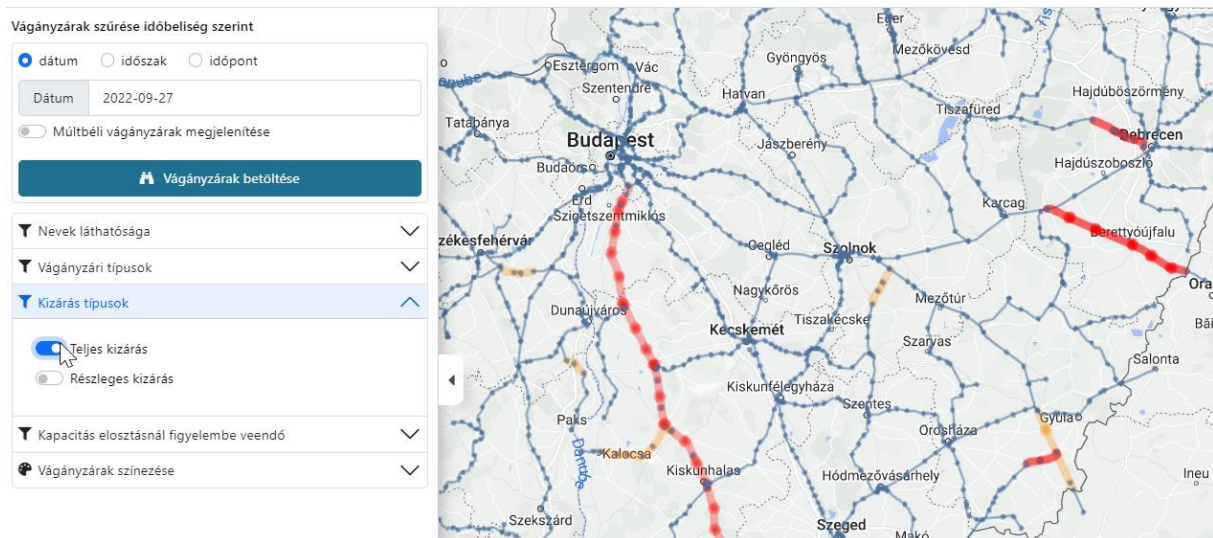 Vágányzárak szűrése időbeliség szerint
dátum időszak időpont
Dátum 2022-09-27
Múltbéli vágányzárak megjelenítése
Vágányzárak betöltése
Nevek láthatósága
Vágányzári típusok
Kizárás típusok
Teljes kizárás
Részleges kizárás
Kapacitás elosztásnál figyelembe veendő
Vágányzárak színezése
Eger
Mezőkövesd
Gyöngyös
Esztergom
Vác
Szentendre
Hatvan
Hajdúböszörmény
Tiszafüred
Tatabánya
Budapest
Debrecen
Jászberény
Budaörs
Hajdúszoboszló
Érd
Szigetszentmiklós
Karcag
Berettyóújfalu
Cegléd
Szolnok
Nagykőrös
Mezőtúr
Dunaújváros
Tiszakécske
Kecskemét
Szarvas
Salonta
Kiskunfélegyháza
Szentes
Paks
Gyula
Orosháza
Kalocsa
Kiskunhalas
Hódmezővásárhely
Ineu
Szekszárd
Szeged
Makó